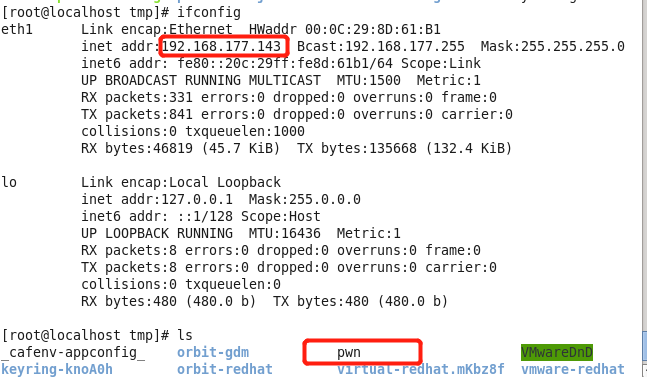 [root@localhost tmp]# ifconfig
eth1      Link encap:Ethernet  HWaddr 00:0C:29:8D:61:B1
          inet addr:192.168.177.143  Bcast:192.168.177.255  Mask:255.255.255.0
          inet6 addr: fe80::20c:29ff:fe8d:61b1/64 Scope:Link
          UP BROADCAST RUNNING MULTICAST  MTU:1500  Metric:1
          RX packets:331 errors:0 dropped:0 overruns:0 frame:0
          TX packets:841 errors:0 dropped:0 overruns:0 carrier:0
          collisions:0 txqueuelen:1000
          RX bytes:46819 (45.7 KiB)  TX bytes:135668 (132.4 KiB)
lo        Link encap:Local Loopback
          inet addr:127.0.0.1  Mask:255.0.0.0
          inet6 addr: ::1/128 Scope:Host
          UP LOOPBACK RUNNING  MTU:16436  Metric:1
          RX packets:8 errors:0 dropped:0 overruns:0 frame:0
          TX packets:8 errors:0 dropped:0 overruns:0 carrier:0
          collisions:0 txqueuelen:0
          RX bytes:480 (480.0 b)  TX bytes:480 (480.0 b)
[root@localhost tmp]# ls
_cafenv-appconfig_  orbit-gdm  pwn  VMwareDnD
keyring-knoA0h  orbit-redhat  virtual-redhat.mKbz8f  vmware-redhat